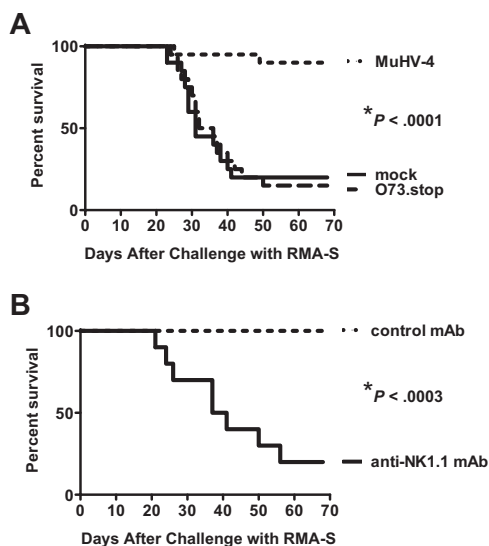 A
Percent survival
100
50
0
0 10 20 30 40 50 60 70
Days After Challenge with RMA-S
MuHV-4
*P < .0001
mock
O73.stop
B
Percent survival
100
50
0
0 10 20 30 40 50 60 70
Days After Challenge with RMA-S
control mAb
*P < .0003
anti-NK1.1 mAb